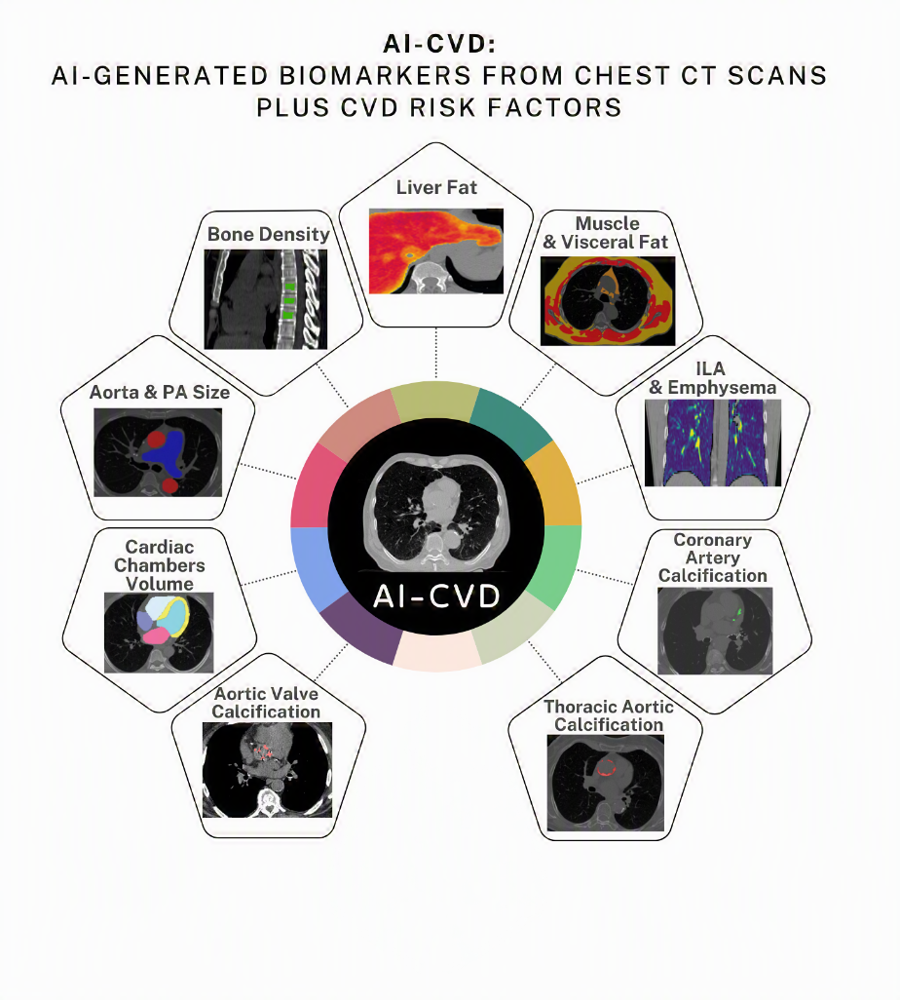 AI-CVD:
AI-GENERATED BIOMARKERS FROM CHEST CT SCANS
PLUS CVD RISK FACTORS
Liver Fat
Bone Density
Muscle
& Visceral Fat
Aorta & PA Size
ILA
& Emphysema
Cardiac
Chambers
Volume
AI-CVD
Coronary
Artery
Calcification
Aortic Valve
Calcification
Thoracic Aortic
Calcification